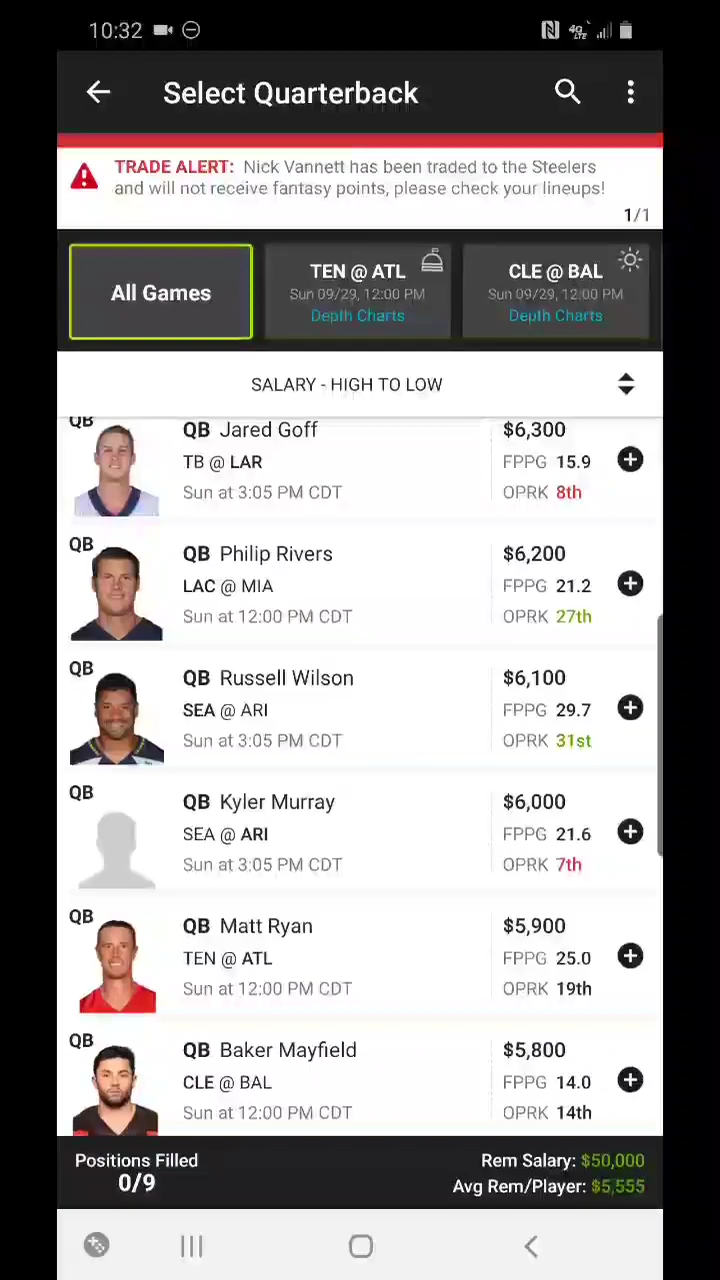 10:32
4G LTE
Select Quarterback
TRADE ALERT: Nick Vannett has been traded to the Steelers
and will not receive fantasy points, please check your lineups!
1/1
All Games
TEN @ ATL
Sun 09/29, 12:00 PM
Depth Charts
CLE @ BAL
Sun 09/29, 12:00 PM
Depth Charts
SALARY - HIGH TO LOW
QB
QB Jared Goff
$6,300
TB @ LAR
FPPG 15.9
Sun at 3:05 PM CDT
OPRK 8th
QB
QB Philip Rivers
$6,200
LAC @ MIA
FPPG 21.2
Sun at 12:00 PM CDT
OPRK 27th
QB
QB Russell Wilson
$6,100
SEA @ ARI
FPPG 29.7
Sun at 3:05 PM CDT
OPRK 31st
QB
QB Kyler Murray
$6,000
SEA @ ARI
FPPG 21.6
Sun at 3:05 PM CDT
OPRK 7th
QB
QB Matt Ryan
$5,900
TEN @ ATL
FPPG 25.0
Sun at 12:00 PM CDT
OPRK 19th
QB
QB Baker Mayfield
$5,800
CLE @ BAL
FPPG 14.0
Sun at 12:00 PM CDT
OPRK 14th
Positions Filled
0/9
Rem Salary: $50,000
Avg Rem/Player: $5,555